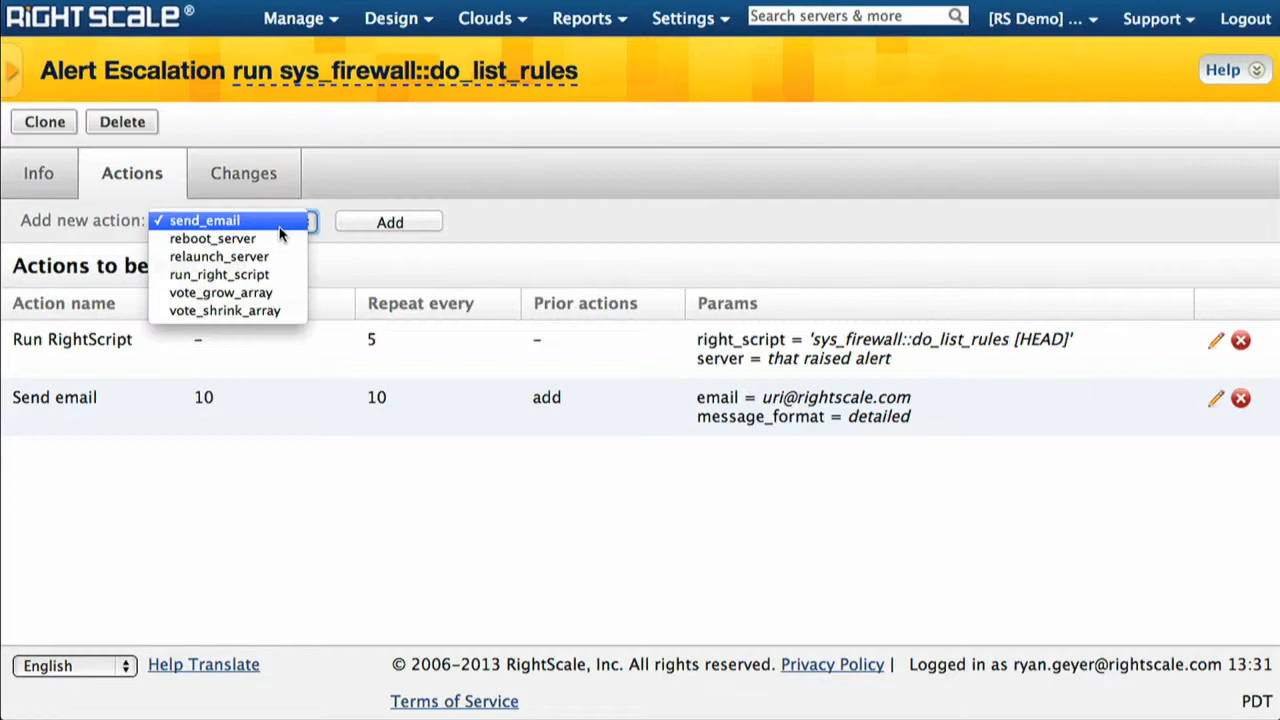 RIGHTSCALE® Manage Design Clouds Reports Settings Search servers & more [RS Demo] ... Support Logout
Alert Escalation run sys_firewall::do_list_rules Help
Clone Delete
Info Actions Changes
Add new action: ✓ send_email Add
reboot_server
relaunch_server
run_right_script
vote_grow_array
vote_shrink_array
Actions to be
Action name Repeat every Prior actions Params
Run RightScript – 5 – right_script = 'sys_firewall::do_list_rules [HEAD]'
server = that raised alert
Send email 10 10 add email = uri@rightscale.com
message_format = detailed
English Help Translate © 2006-2013 RightScale, Inc. All rights reserved. Privacy Policy | Logged in as ryan.geyer@rightscale.com 13:31
Terms of Service PDT